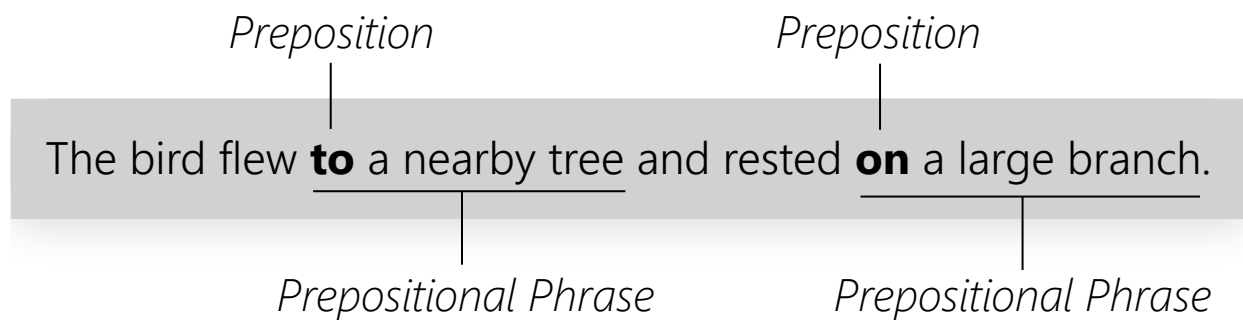 Preposition Preposition
The bird flew to a nearby tree and rested on a large branch.
Prepositional Phrase Prepositional Phrase